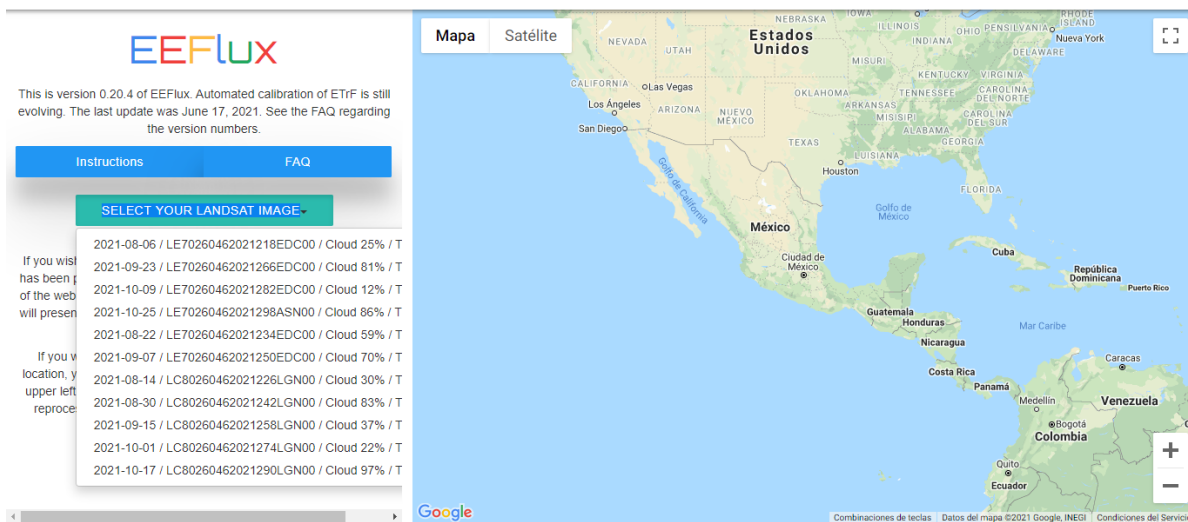 EEFlux
This is version 0.20.4 of EEFlux. Automated calibration of ETrF is still
evolving. The last update was June 17, 2021. See the FAQ regarding
the version numbers.
Instructions
FAQ
SELECT YOUR LANDSAT IMAGE
2021-08-06 / LE70260462021218EDC00 / Cloud 25% / T
2021-09-23 / LE70260462021266EDC00 / Cloud 81% / T
2021-10-09 / LE70260462021282EDC00 / Cloud 12% / T
2021-10-25 / LE70260462021298ASN00 / Cloud 86% / T
2021-08-22 / LE70260462021234EDC00 / Cloud 59% / T
2021-09-07 / LE70260462021250EDC00 / Cloud 70% / T
2021-08-14 / LC80260462021226LGN00 / Cloud 30% / T
2021-08-30 / LC80260462021242LGN00 / Cloud 83% / T
2021-09-15 / LC80260462021258LGN00 / Cloud 37% / T
2021-10-01 / LC80260462021274LGN00 / Cloud 22% / T
2021-10-17 / LC80260462021290LGN00 / Cloud 97% / T
If you wish
has been p
of the web
will presen
If you w
location, y
upper left
reproce
Mapa
Satélite
NEBRASKA
IOWA
ILLINOIS
INDIANA
OHIO
PENSILVANIA
RHODE
ISLAND
Nueva York
NEVADA
UTAH
Estados
Unidos
DELAWARE
MISURI
KENTUCKY
VIRGINIA
CALIFORNIA
Las Vegas
OKLAHOMA
TENNESSEE
CAROLINA
DEL NORTE
Los Ángeles
ARIZONA
NUEVO
MÉXICO
ARKANSAS
MISISIPI
CAROLINA
DEL SUR
San Diego
ALABAMA
GEORGIA
TEXAS
LUISIANA
Houston
Golfo de California
FLORIDA
Golfo de
México
México
Ciudad de
México
Cuba
República
Dominicana
Puerto Rico
Guatemala
Honduras
Mar Caribe
Nicaragua
Costa Rica
Caracas
Panamá
Medellín
Venezuela
Bogotá
Colombia
Quito
Ecuador
Google
Combinaciones de teclas
Datos del mapa ©2021 Google, INEGI
Condiciones del Servicio